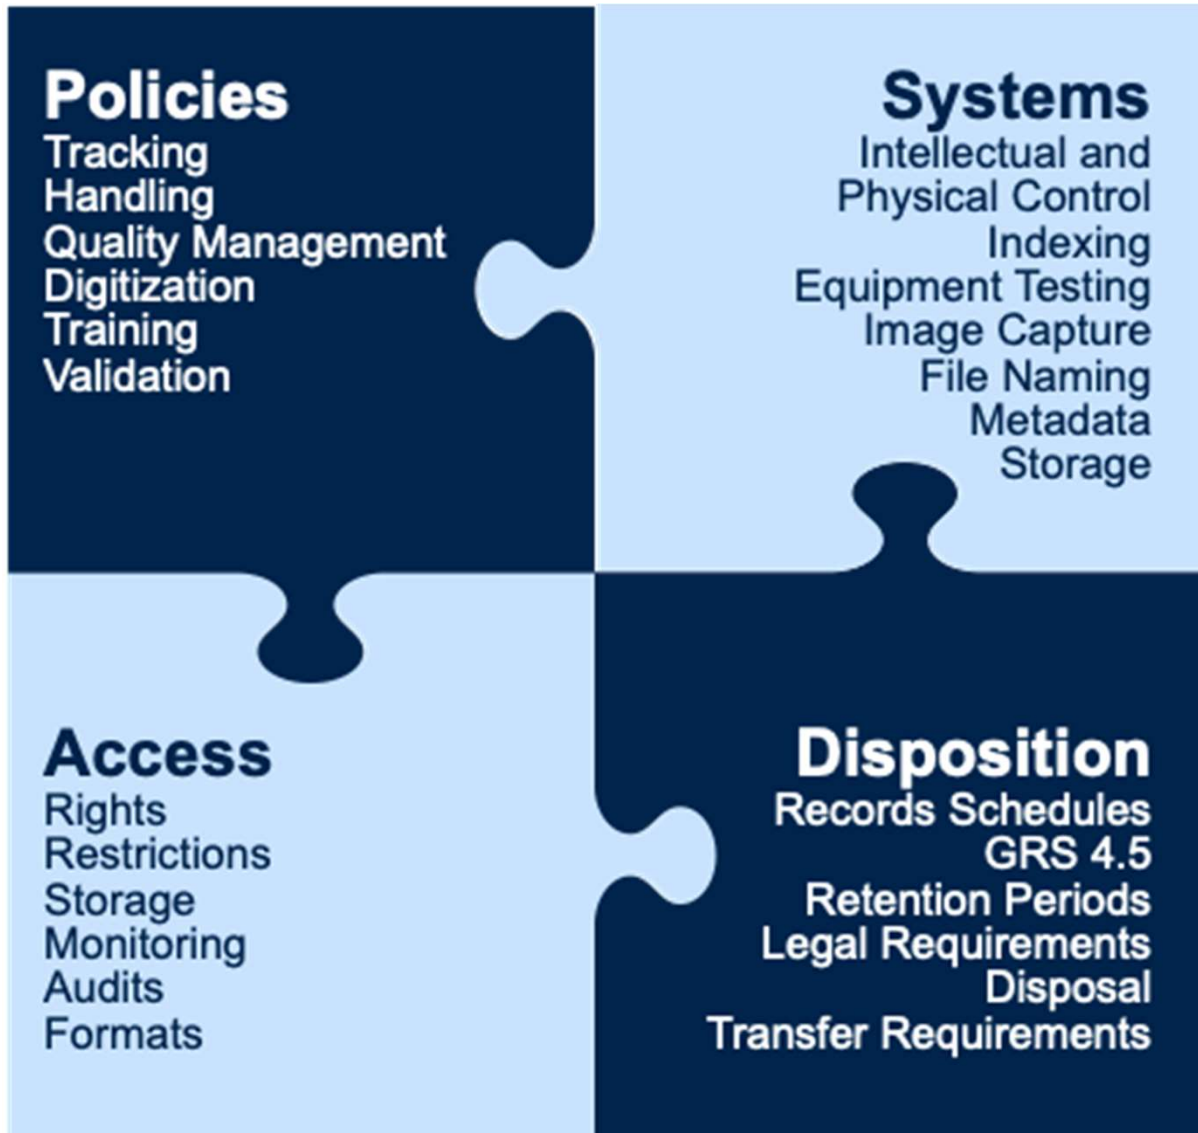 Policies
Tracking
Handling
Quality Management
Digitization
Training
Validation
Systems
Intellectual and
Physical Control
Indexing
Equipment Testing
Image Capture
File Naming
Metadata
Storage
Access
Rights
Restrictions
Storage
Monitoring
Audits
Formats
Disposition
Records Schedules
GRS 4.5
Retention Periods
Legal Requirements
Disposal
Transfer Requirements